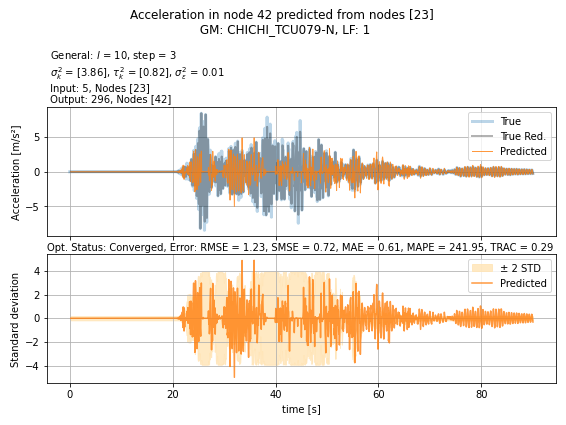 Acceleration in node 42 predicted from nodes [23]
GM: CHICHI_TCU079-N, LF: 1
General: l = 10, step = 3
σ²ₖ = [3.86], τ²ₖ = [0.82], σ²ε = 0.01
Input: 5, Nodes [23]
Output: 296, Nodes [42]
Acceleration [m/s²]
5
0
−5
True
True Red.
Predicted
Opt. Status: Converged, Error: RMSE = 1.23, SMSE = 0.72, MAE = 0.61, MAPE = 241.95, TRAC = 0.29
Standard deviation
4
2
0
−2
−4
± 2 STD
Predicted
0 20 40 60 80
time [s]